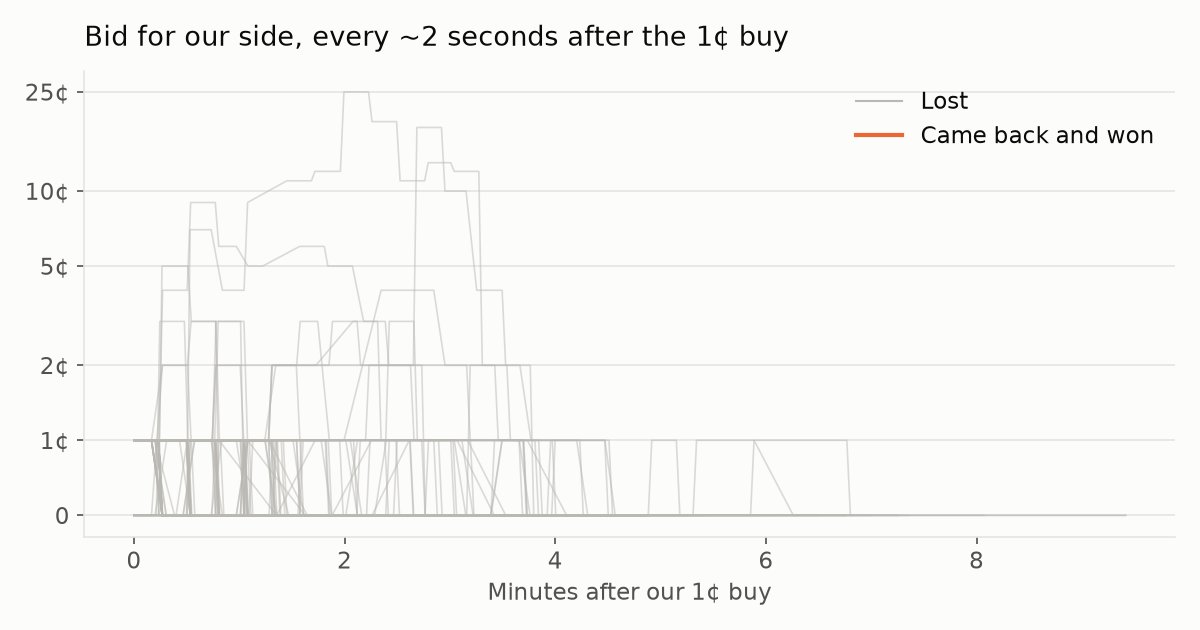 Bid for our side, every ~2 seconds after the 1¢ buy
Lost
Came back and won
25¢
10¢
5¢
2¢
1¢
0
0 2 4 6 8
Minutes after our 1¢ buy